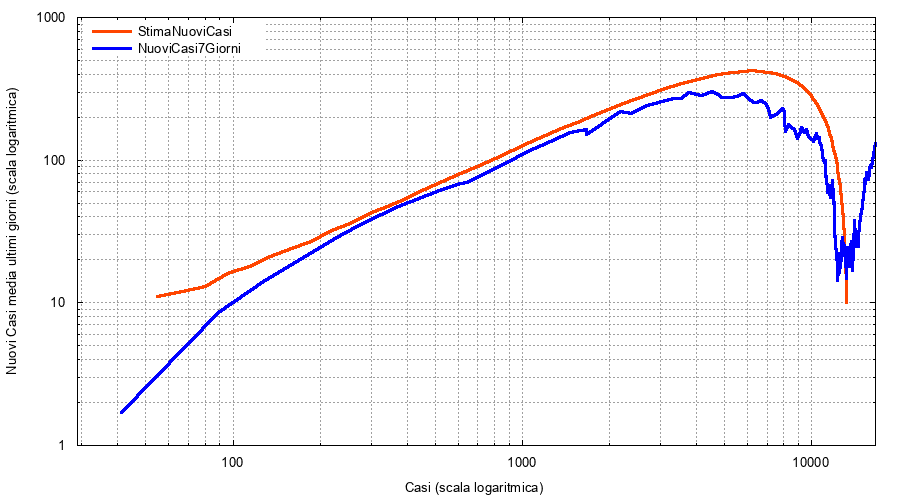 1000
StimaNuoviCasi
NuoviCasi7Giorni
100
10
1
Nuovi Casi media ultimi giorni (scala logaritmica)
100
1000
10000
Casi (scala logaritmica)